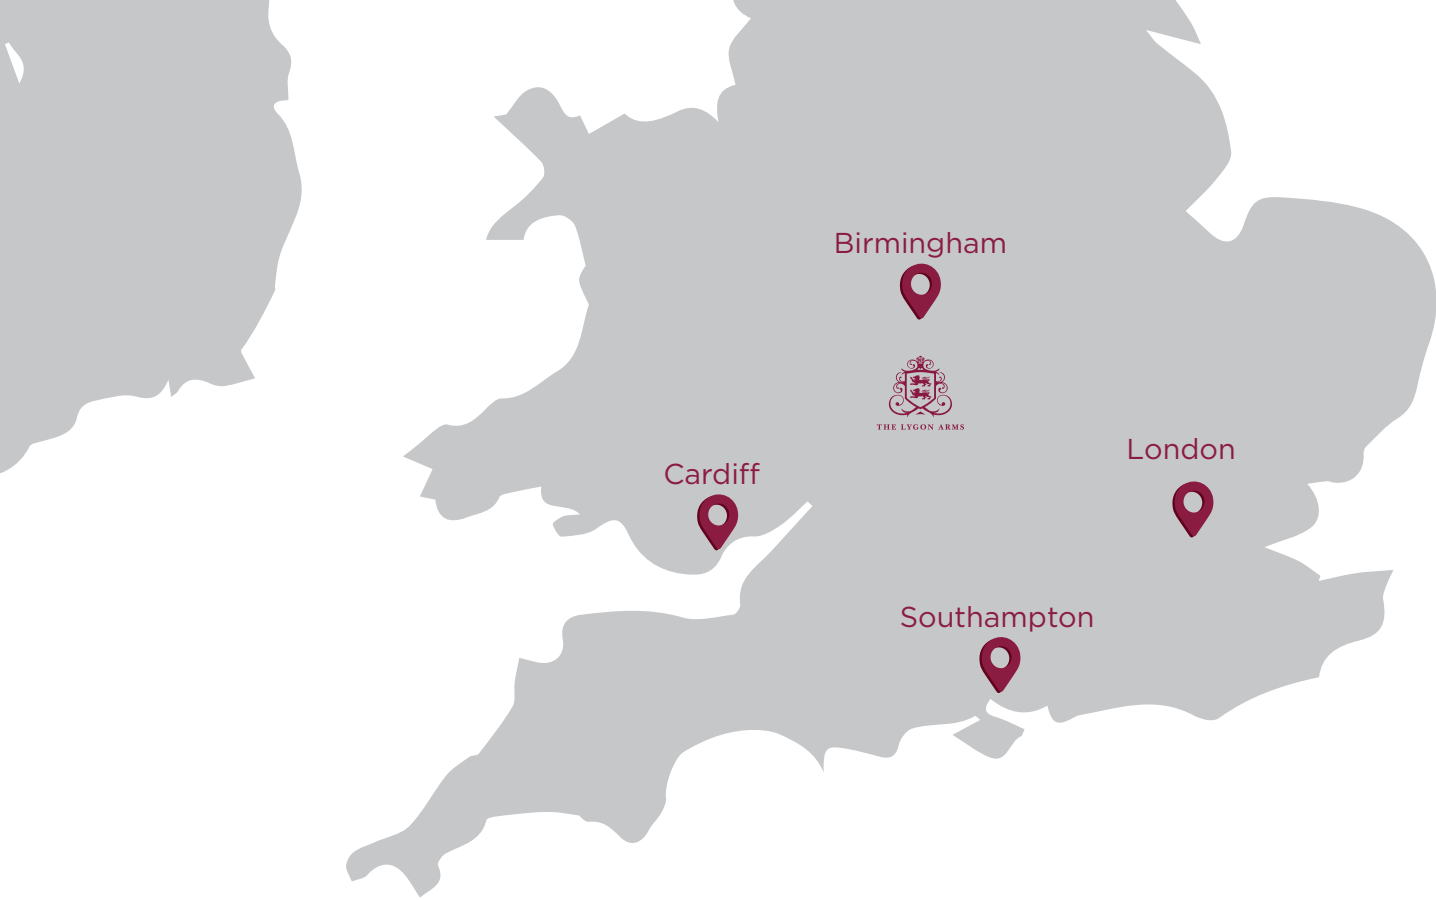 Birmingham
THE LYGON ARMS
London
Cardiff
Southampton